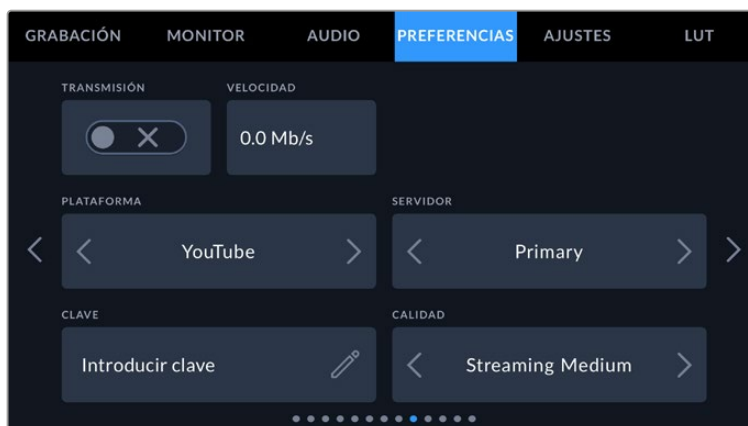 GRABACIÓN MONITOR AUDIO PREFERENCIAS AJUSTES LUT
TRANSMISIÓN VELOCIDAD
0.0 Mb/s
PLATAFORMA SERVIDOR
YouTube Primary
CLAVE CALIDAD
Introducir clave Streaming Medium